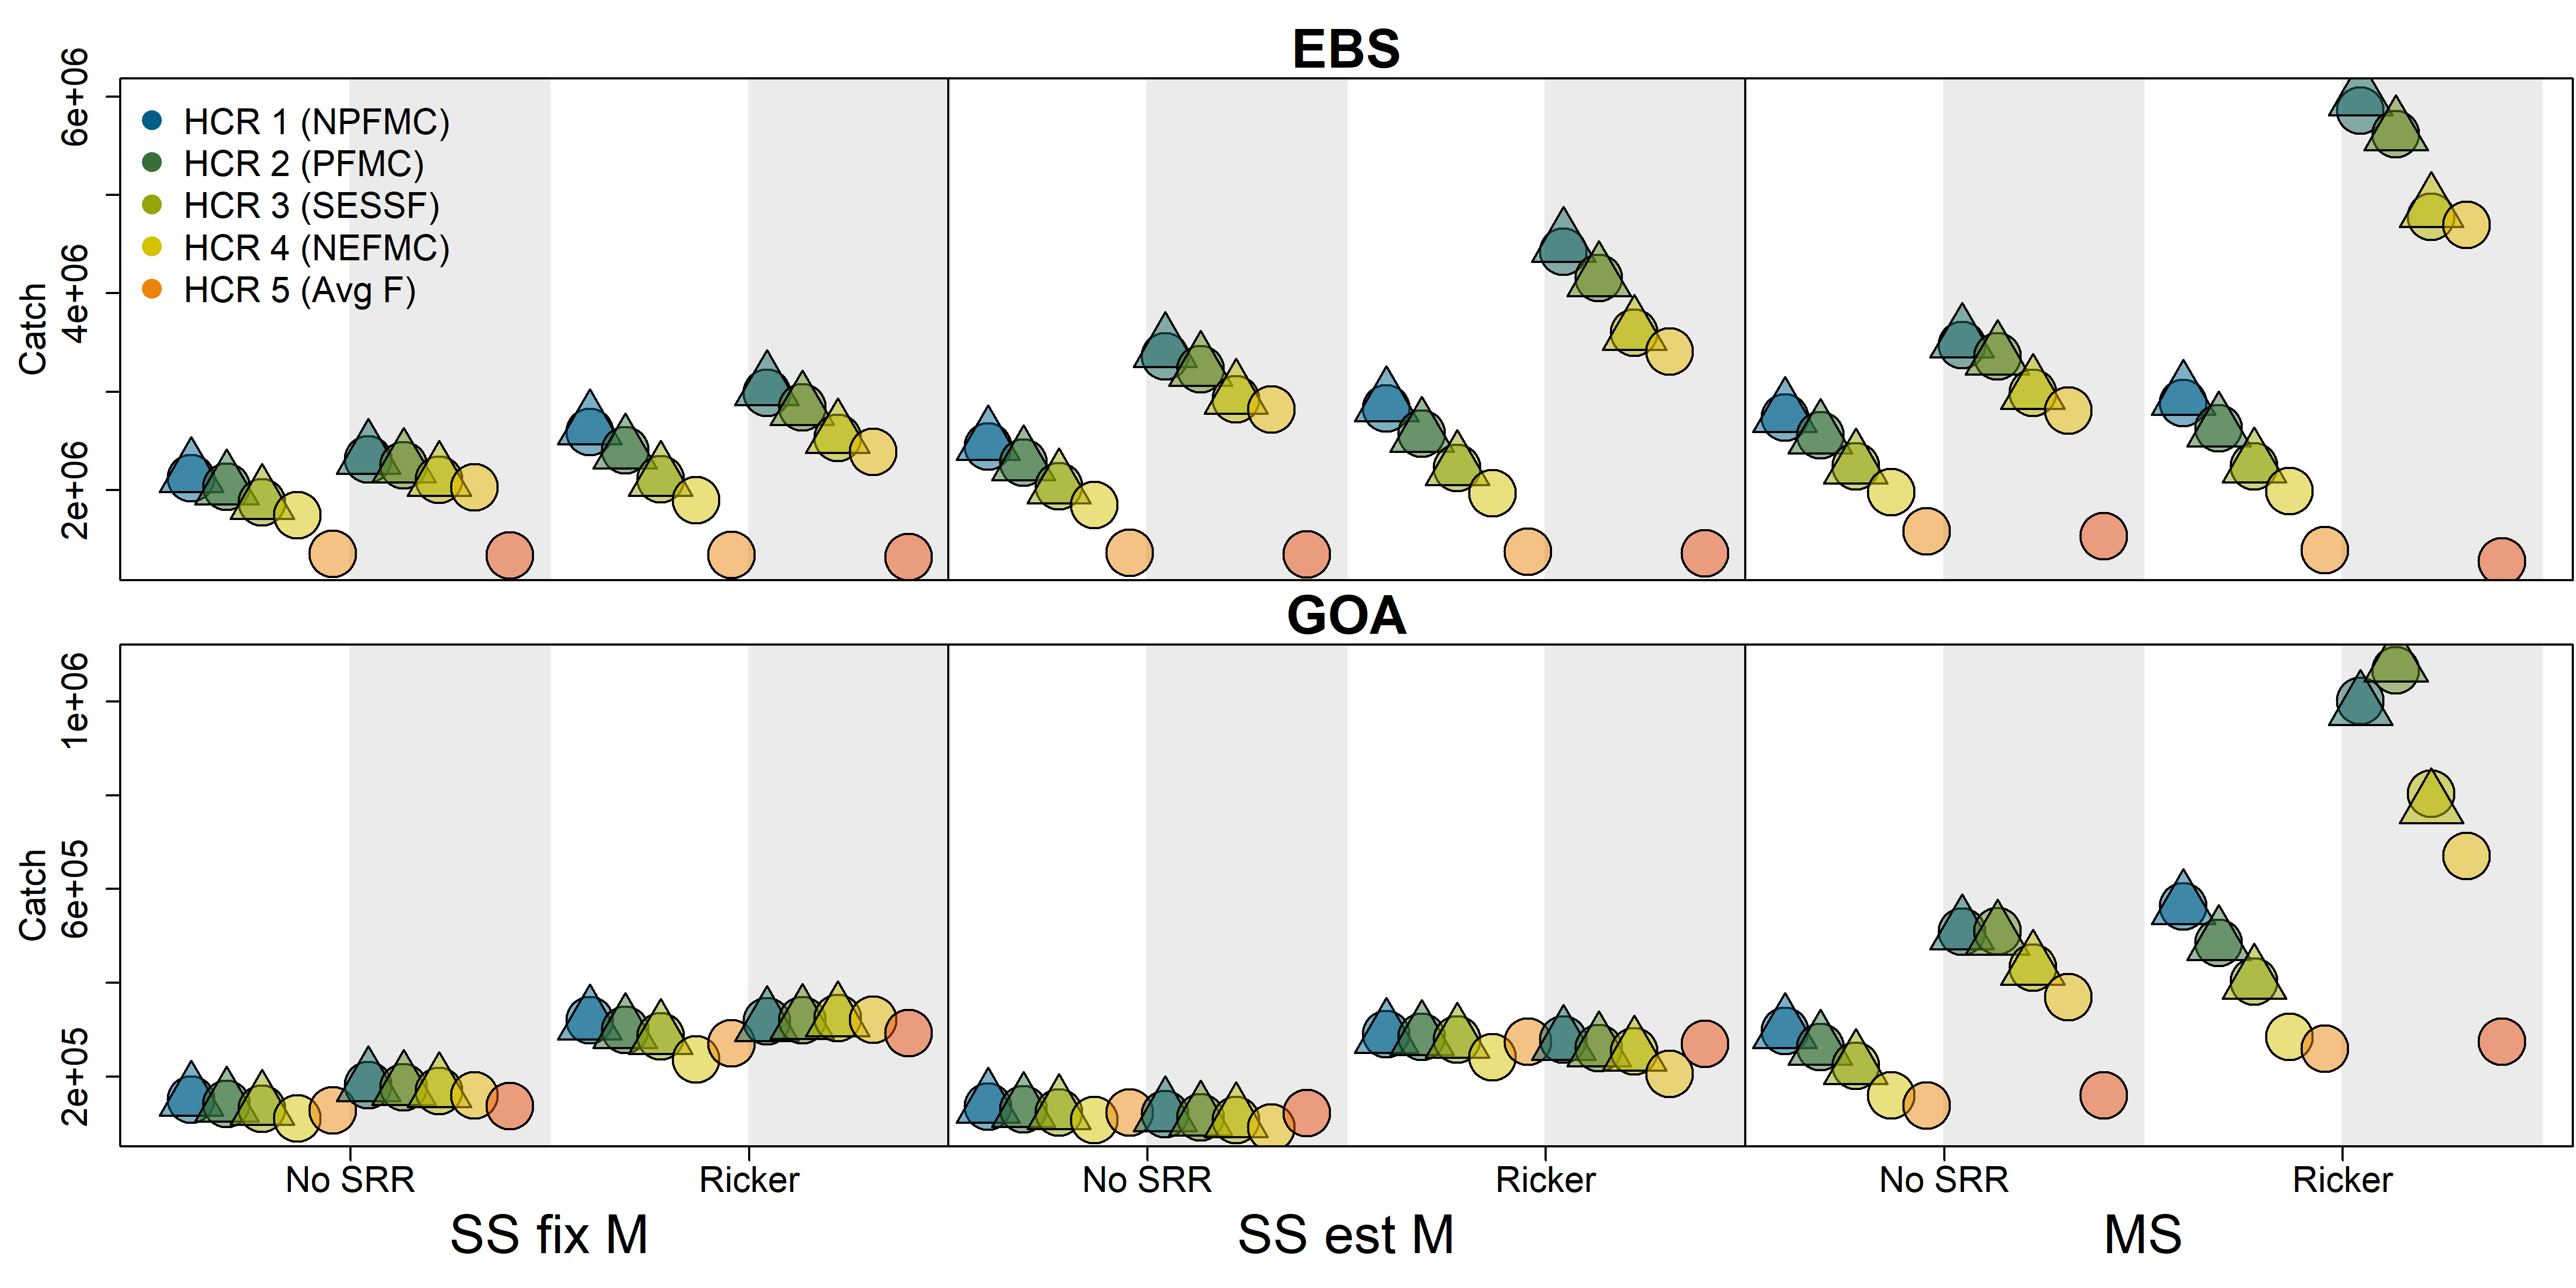 EBS
Catch
6e+06
4e+06
2e+06
HCR 1 (NPFMC)
HCR 2 (PFMC)
HCR 3 (SESSF)
HCR 4 (NEFMC)
HCR 5 (Avg F)
GOA
Catch
1e+06
6e+05
2e+05
No SRR Ricker No SRR Ricker No SRR Ricker
SS fix M SS est M MS